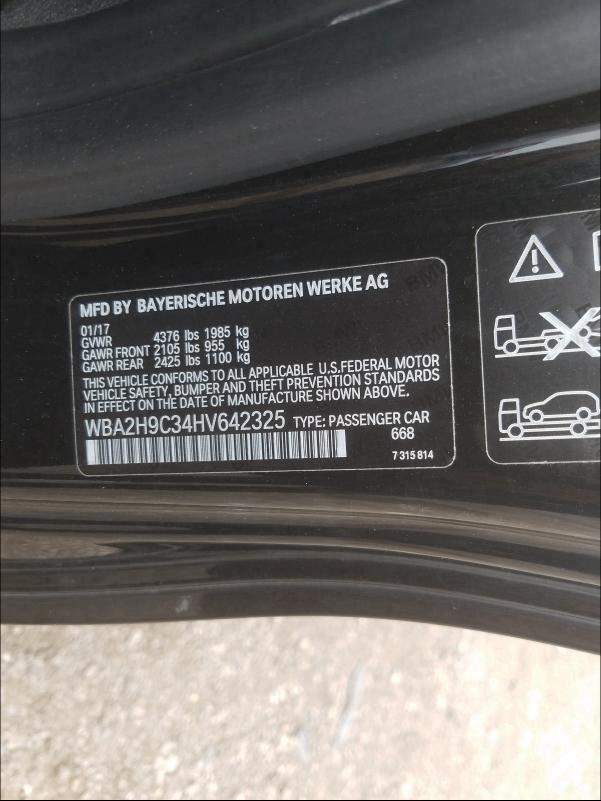 MFD BY BAYERISCHE MOTOREN WERKE AG
01/17
GVWR 4376 lbs 1985 kg
GAWR FRONT 2105 lbs 955 kg
GAWR REAR 2425 lbs 1100 kg
THIS VEHICLE CONFORMS TO ALL APPLICABLE U.S.FEDERAL MOTOR
VEHICLE SAFETY, BUMPER AND THEFT PREVENTION STANDARDS
IN EFFECT ON THE DATE OF MANUFACTURE SHOWN ABOVE.
WBA2H9C34HV642325 TYPE: PASSENGER CAR
668
7 315 814